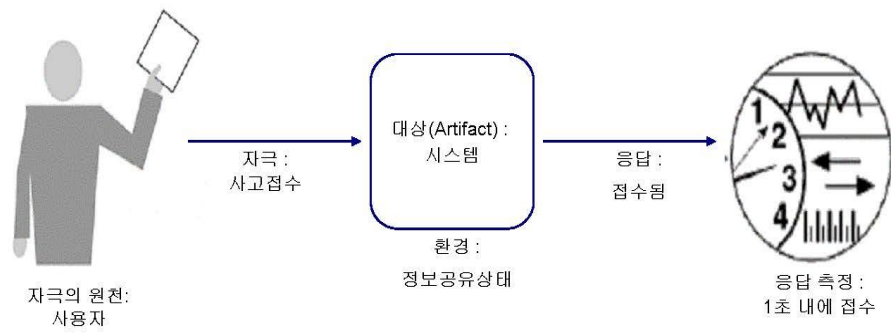 자극의 원천:
사용자
자극 :
사고접수
대상(Artifact) :
시스템
환경 :
정보공유상태
응답 :
접수됨
1
2
3
4
응답 측정 :
1초 내에 접수